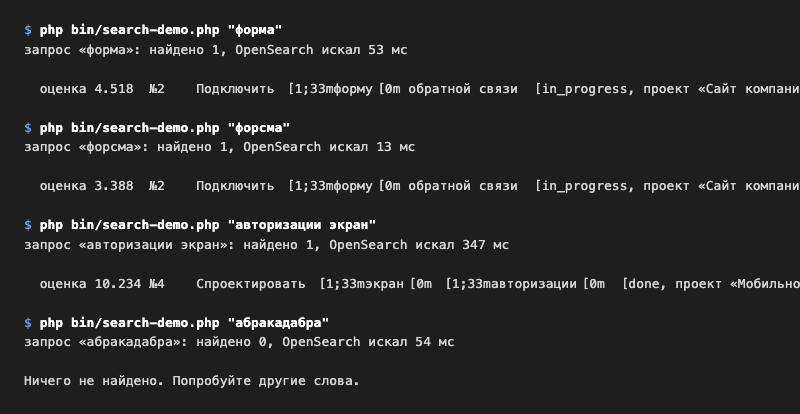 $ php bin/search-demo.php "форма"
запрос «форма»: найдено 1, OpenSearch искал 53 мс
оценка 4.518 №2 Подключить [1;33mформу[0m обратной связи [in_progress, проект «Сайт компани
$ php bin/search-demo.php "форсма"
запрос «форсма»: найдено 1, OpenSearch искал 13 мс
оценка 3.388 №2 Подключить [1;33mформу[0m обратной связи [in_progress, проект «Сайт компани
$ php bin/search-demo.php "авторизации экран"
запрос «авторизации экран»: найдено 1, OpenSearch искал 347 мс
оценка 10.234 №4 Спроектировать [1;33mэкран[0m [1;33mавторизации[0m [done, проект «Мобильно
$ php bin/search-demo.php "абракадабра"
запрос «абракадабра»: найдено 0, OpenSearch искал 54 мс
Ничего не найдено. Попробуйте другие слова.